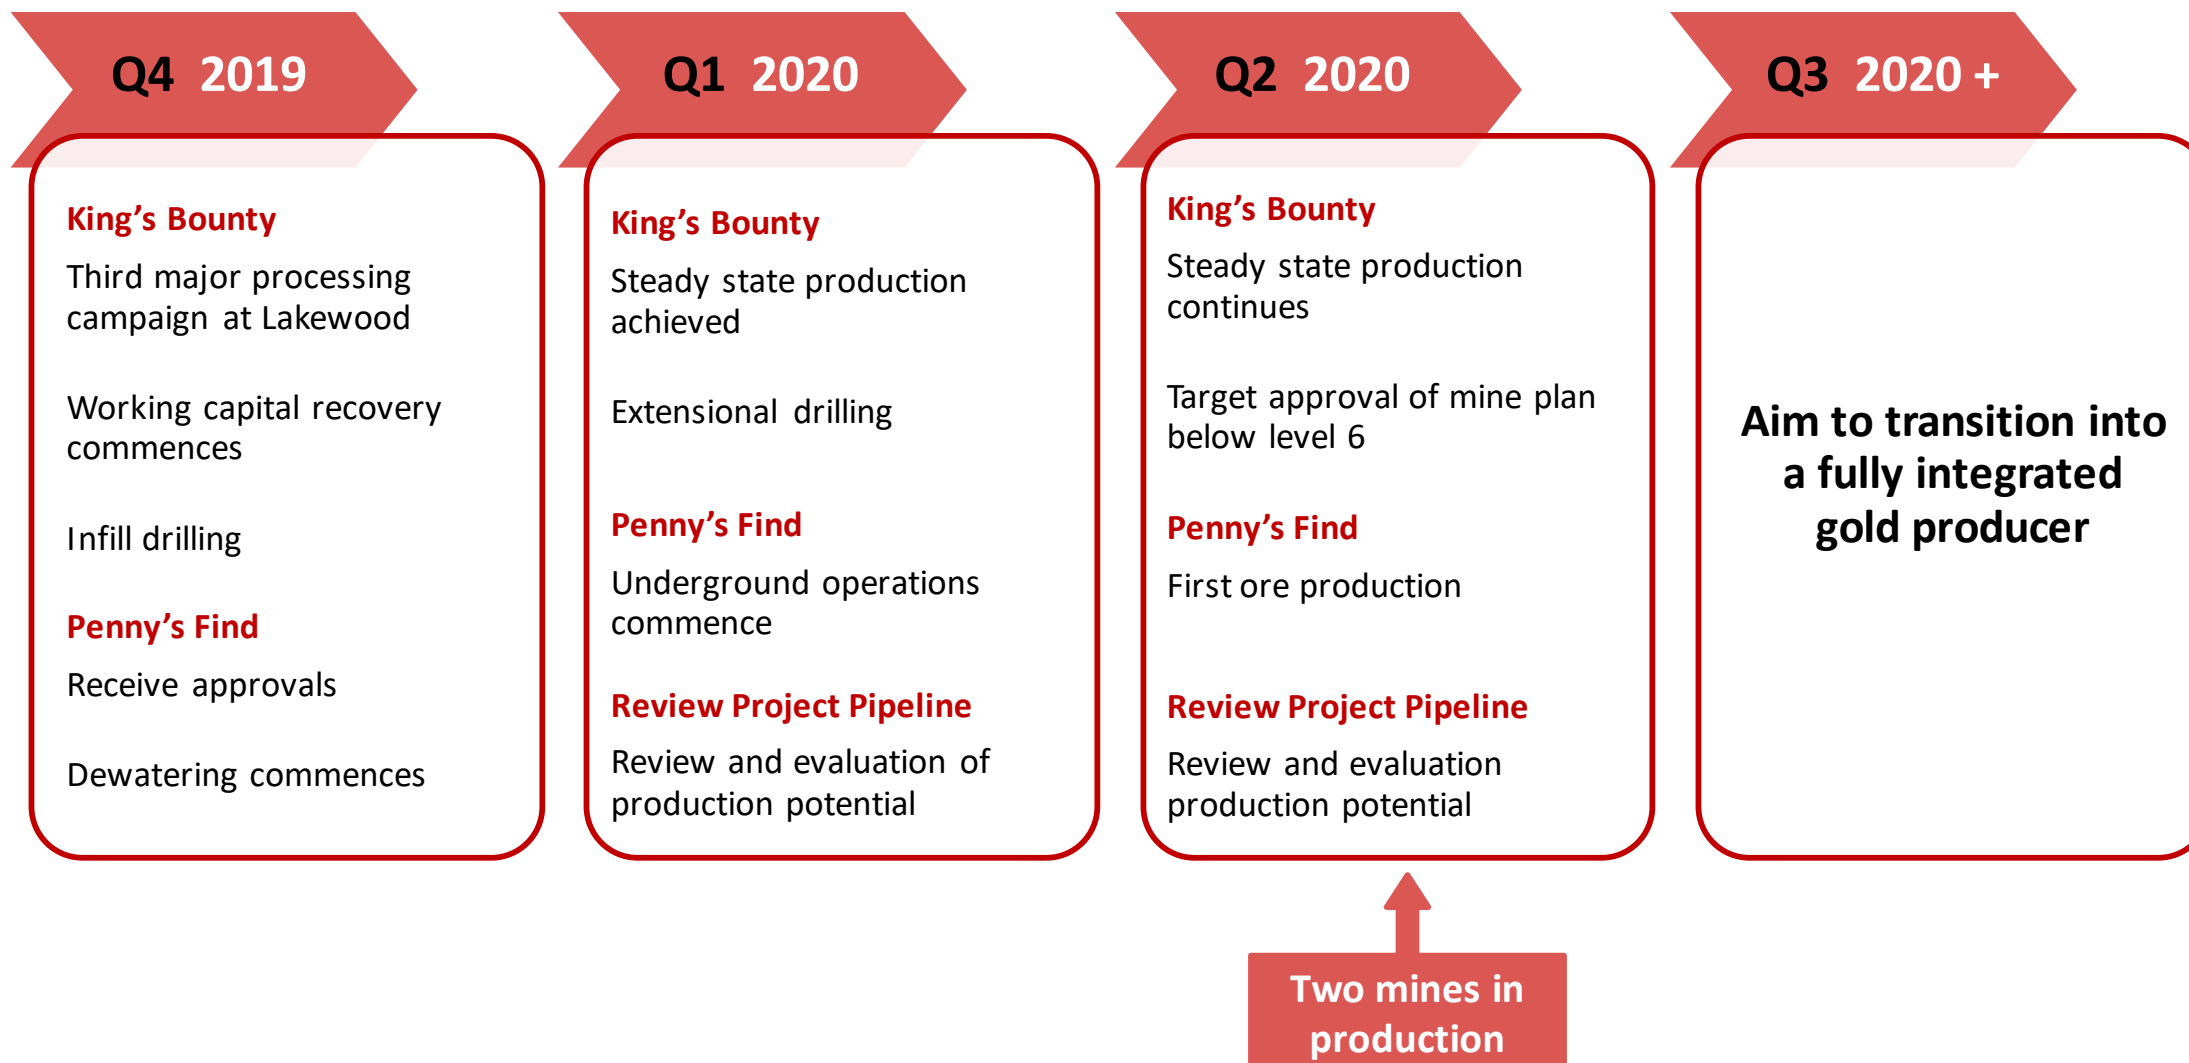 Q4 2019
King’s Bounty
Third major processing
campaign at Lakewood
Working capital recovery
commences
Infill drilling
Penny’s Find
Receive approvals
Dewatering commences
Q1 2020
King’s Bounty
Steady state production
achieved
Extensional drilling
Penny’s Find
Underground operations
commence
Review Project Pipeline
Review and evaluation of
production potential
Q2 2020
King’s Bounty
Steady state production
continues
Target approval of mine plan
below level 6
Penny’s Find
First ore production
Review Project Pipeline
Review and evaluation
production potential
Two mines in
production
Q3 2020 +
Aim to transition into
a fully integrated
gold producer